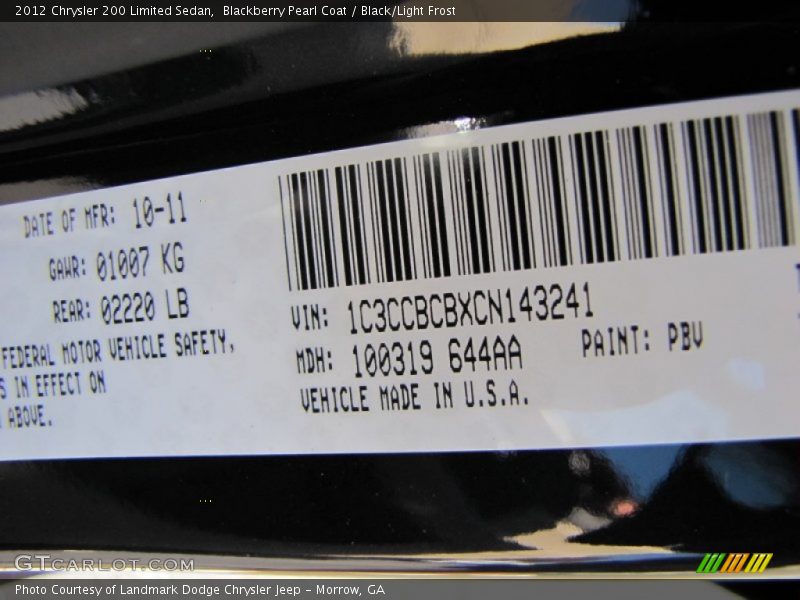 2012 Chrysler 200 Limited Sedan,  Blackberry Pearl Coat / Black/Light Frost
DATE OF MFR: 10-11
GAWR: 01007 KG
REAR: 02220 LB
FEDERAL MOTOR VEHICLE SAFETY,
S IN EFFECT ON
ABOVE.
VIN: 1C3CCBCBXCN143241
MDH: 100319 644AA
PAINT: PBV
VEHICLE MADE IN U.S.A.
GTCARLOT.COM
Photo Courtesy of Landmark Dodge Chrysler Jeep – Morrow, GA